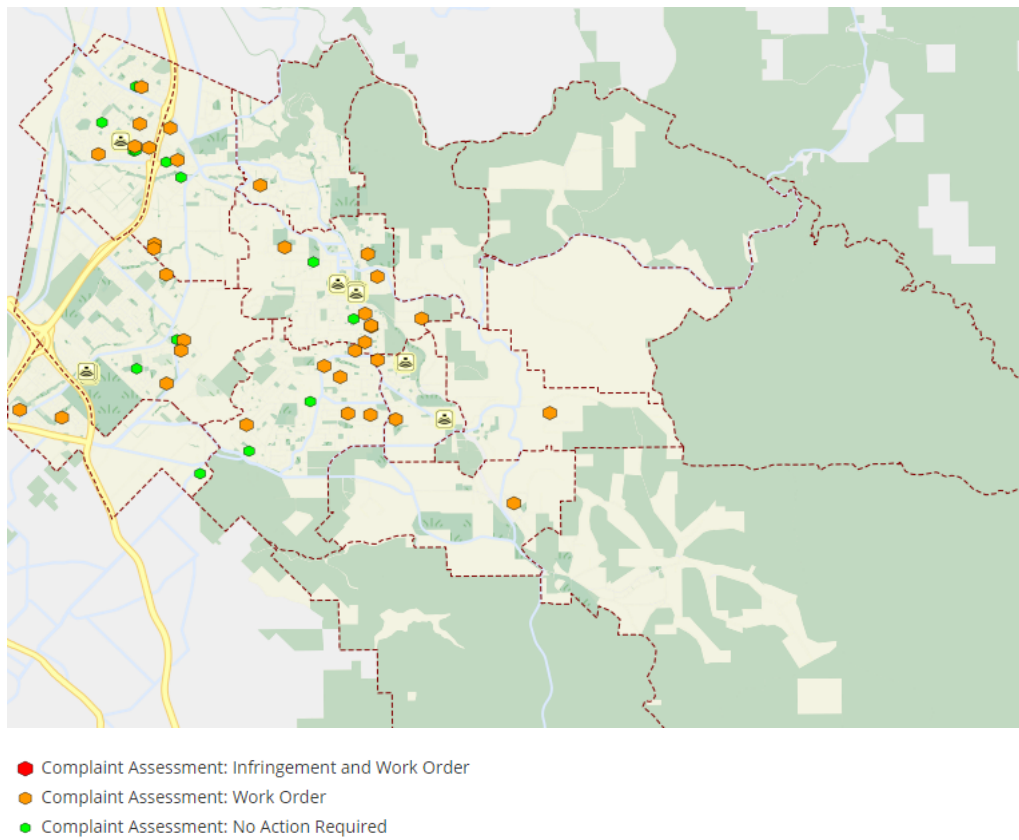 Complaint Assessment: Infringement and Work Order
Complaint Assessment: Work Order
Complaint Assessment: No Action Required